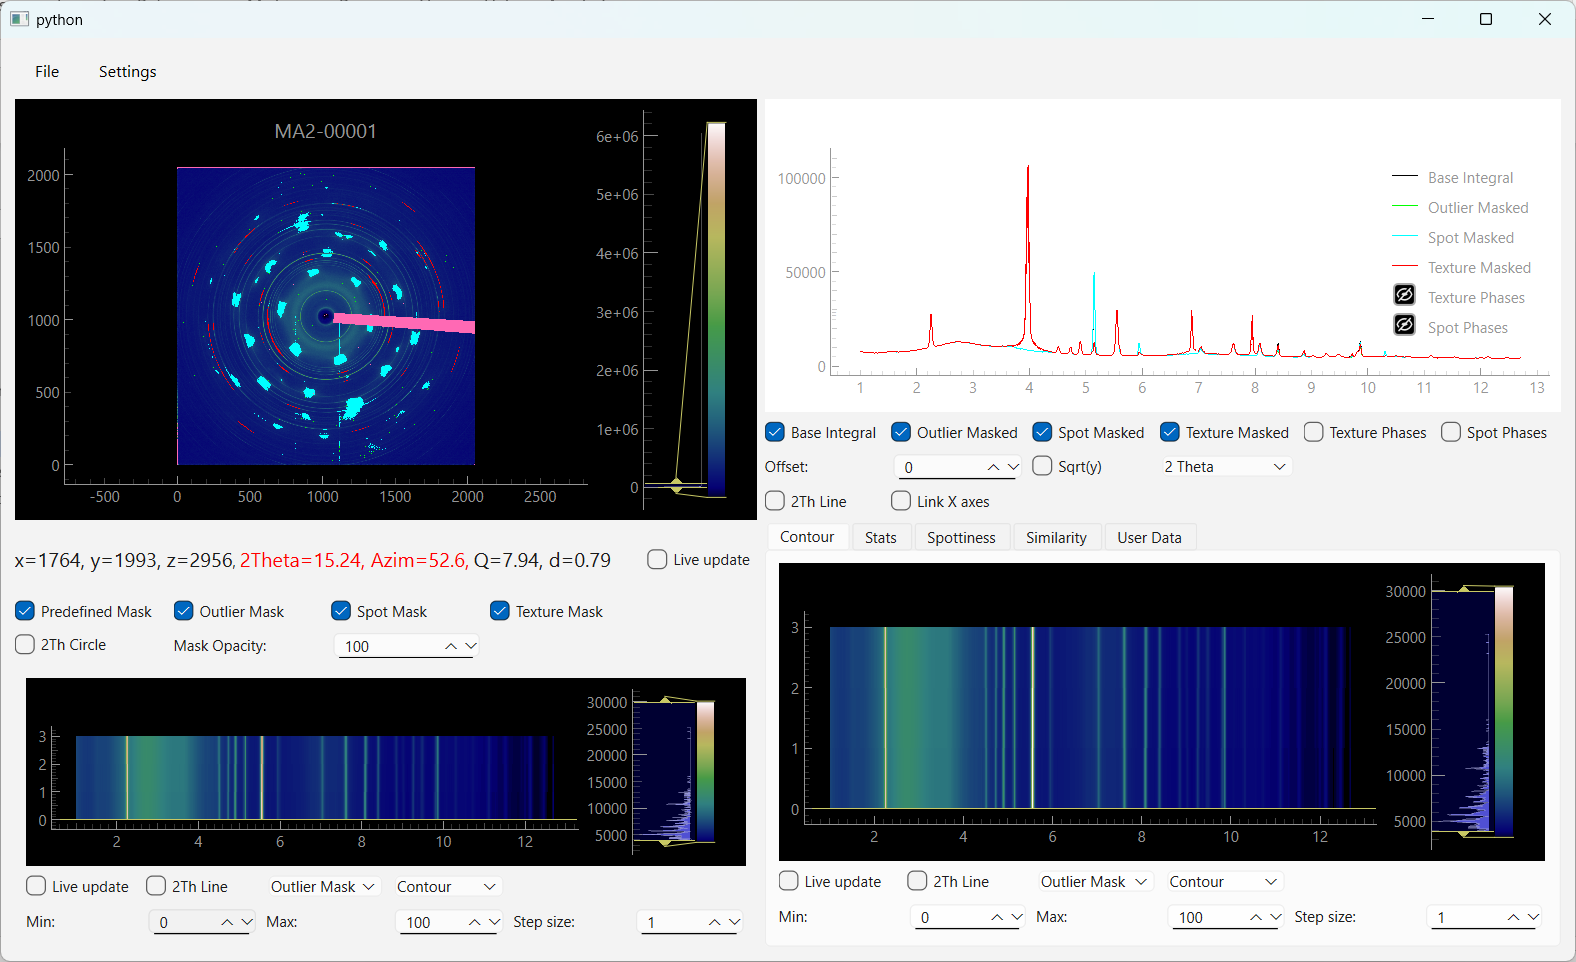 python
File Settings
MA2-00001
2000
1500
1000
500
0
-500 0 500 1000 1500 2000 2500
6e+06
5e+06
4e+06
3e+06
2e+06
1e+06
0
x=1764, y=1993, z=2956, 2Theta=15.24, Azim=52.6, Q=7.94, d=0.79 Live update
Predefined Mask Outlier Mask Spot Mask Texture Mask
2Th Circle Mask Opacity: 100
3
2
1
0
2 4 6 8 10 12
30000
25000
20000
15000
10000
5000
Live update 2Th Line Outlier Mask Contour
Min: 0 Max: 100 Step size: 1
100000
50000
0
1 2 3 4 5 6 7 8 9 10 11 12 13
Base Integral
Outlier Masked
Spot Masked
Texture Masked
Texture Phases
Spot Phases
Base Integral Outlier Masked Spot Masked Texture Masked Texture Phases Spot Phases
Offset: 0 Sqrt(y) 2 Theta
2Th Line Link X axes
Contour Stats Spottiness Similarity User Data
3
2
1
0
2 4 6 8 10 12
30000
25000
20000
15000
10000
5000
Live update 2Th Line Outlier Mask Contour
Min: 0 Max: 100 Step size: 1